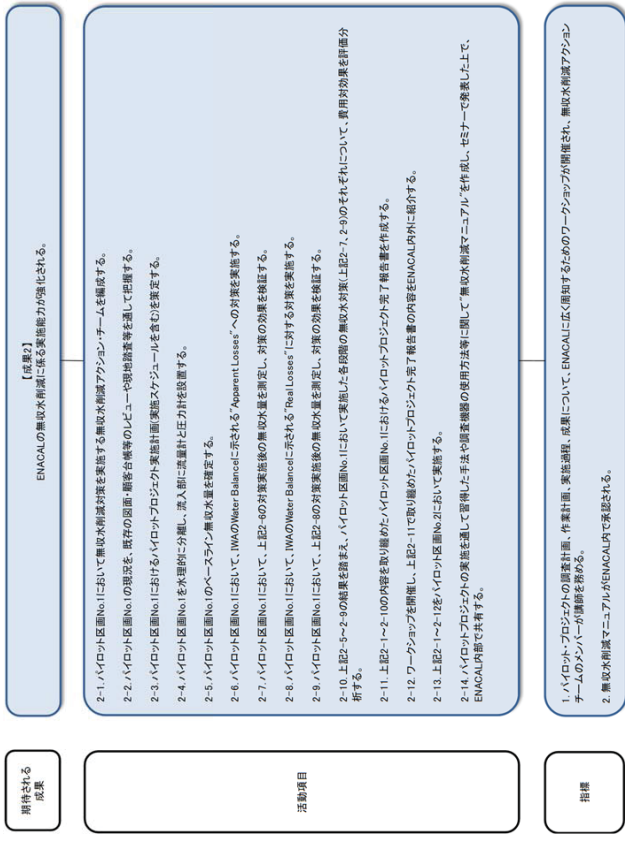 期待される
成果
【成果2】
ENACALの無収水削減に係る実施能力が強化される。
活動項目
2-1. パイロット区画No.1において無収水削減対策を実施する無収水削減アクション・チームを編成する。
2-2. パイロット区画No.1の現況を、既存の図面・顧客台帳等のレビューや現地踏査等を通して把握する。
2-3. パイロット区画No.1におけるパイロットプロジェクト実施計画(実施スケジュールを含む)を策定する。
2-4. パイロット区画No.1を水理的に分離し、流入部に流量計と圧力計を設置する。
2-5. パイロット区画No.1のベースライン無収水量を確定する。
2-6. パイロット区画No.1において、IWAのWater Balanceに示される"Apparent Losses"への対策を実施する。
2-7. パイロット区画No.1において、上記2-6の対策実施後の無収水量を測定し、対策の効果を検証する。
2-8. パイロット区画No.1において、IWAのWater Balanceに示される"Real Losses"に対する対策を実施する。
2-9. パイロット区画No.1において、上記2-8の対策実施後の無収水量を測定し、対策の効果を検証する。
2-10. 上記2-5～2-9の結果を踏まえ、パイロット区画No.1において実施した各段階の無収水対策(上記2-7, 2-9)のそれぞれについて、費用対効果を評価分
析する。
2-11. 上記2-1～2-10の内容を取り纏めたパイロット区画No.1におけるパイロットプロジェクト完了報告書を作成する。
2-12. ワークショップを開催し、上記2-11で取り纏めたパイロットプロジェクト完了報告書の内容をENACAL内外に紹介する。
2-13. 上記2-1～2-12をパイロット区画No.2において実施する。
2-14. パイロットプロジェクトの実施を通して習得した手法や調査機器の使用方法等に関して"無収水削減マニュアル"を作成し、セミナーで発表した上で、
ENACAL内部で共有する。
指標
1. パイロット・プロジェクトの調査計画、作業計画、実施過程、成果について、ENACALに広く周知するためのワークショップが開催され、無収水削減アクション
チームのメンバーが講師を務める。
2. 無収水削減マニュアルがENACAL内で承認される。